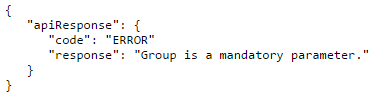 {
   "apiResponse": {
      "code": "ERROR"
      "response": "Group is a mandatory parameter."
   }
}